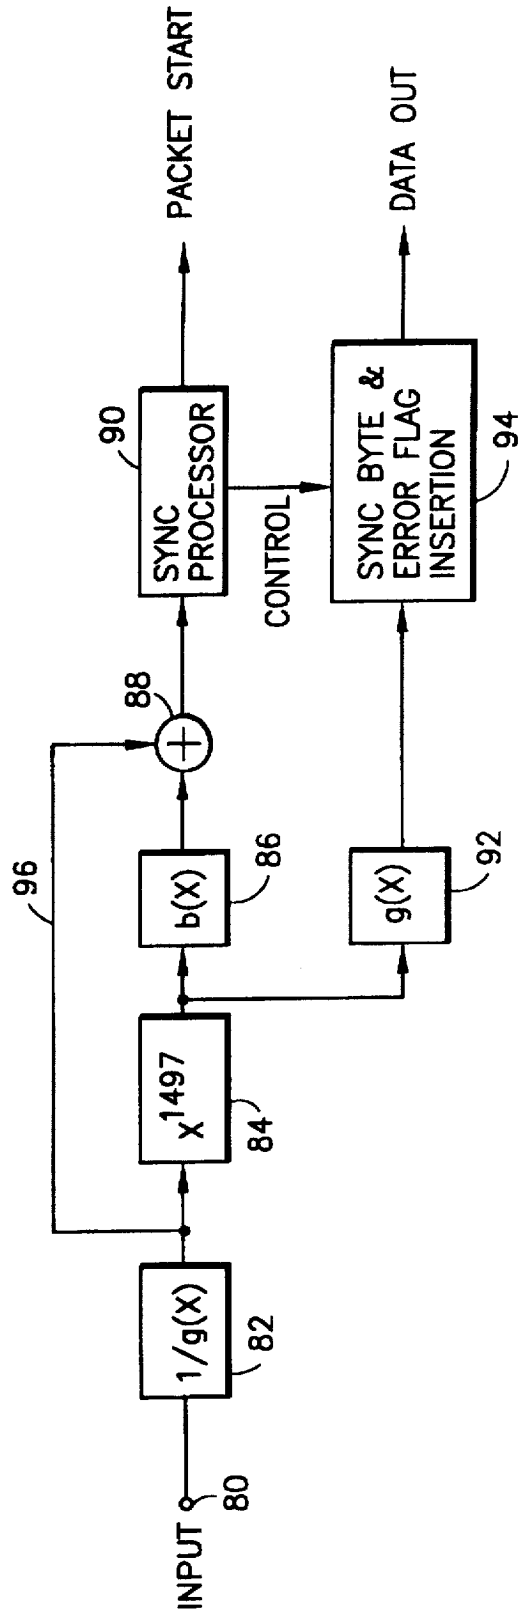 INPUT
80
1/g(X)
82
96
X^1497
84
b(X)
86
88
90
SYNC
PROCESSOR
PACKET START
CONTROL
g(X)
92
SYNC BYTE &
ERROR FLAG
INSERTION
94
DATA OUT